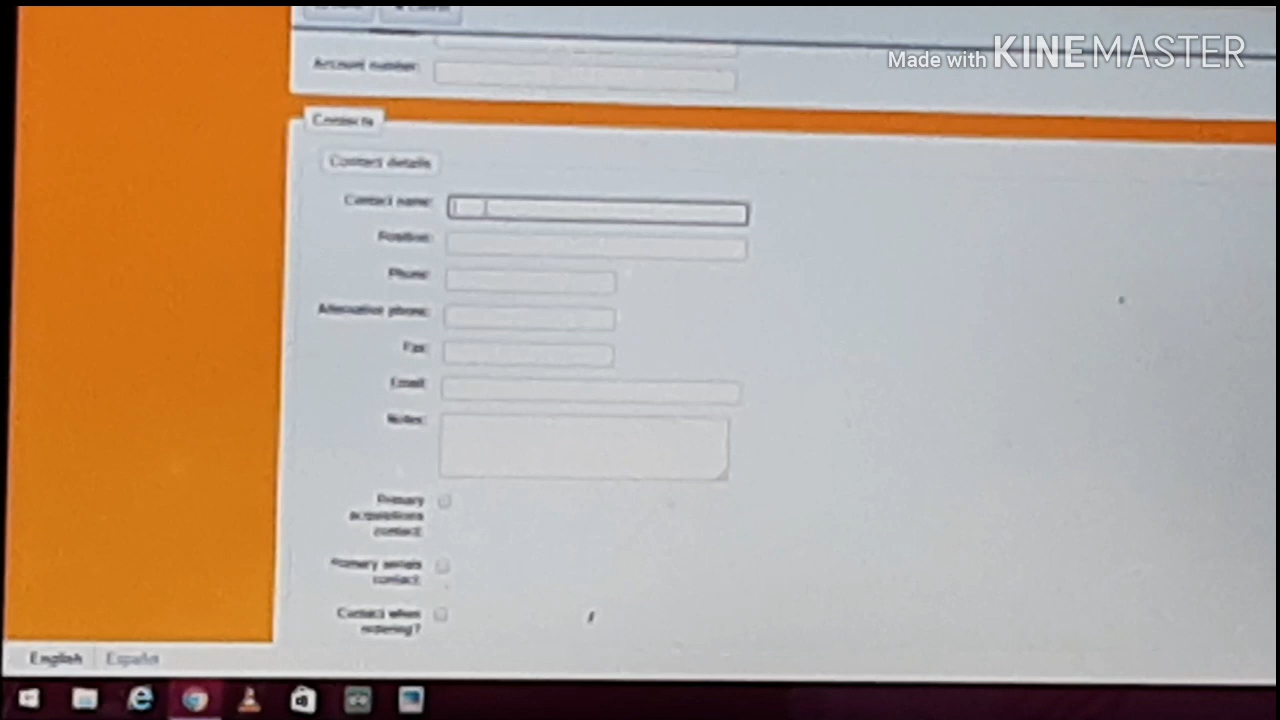 Made with KINEMASTER
Account number:
Contacts
Contact details
Contact name:
Position:
Phone:
Alternative phone:
Fax:
Email:
Notes:
Primary
acquisitions
contact:
Primary serials
contact:
Contact when
ordering?
English Español